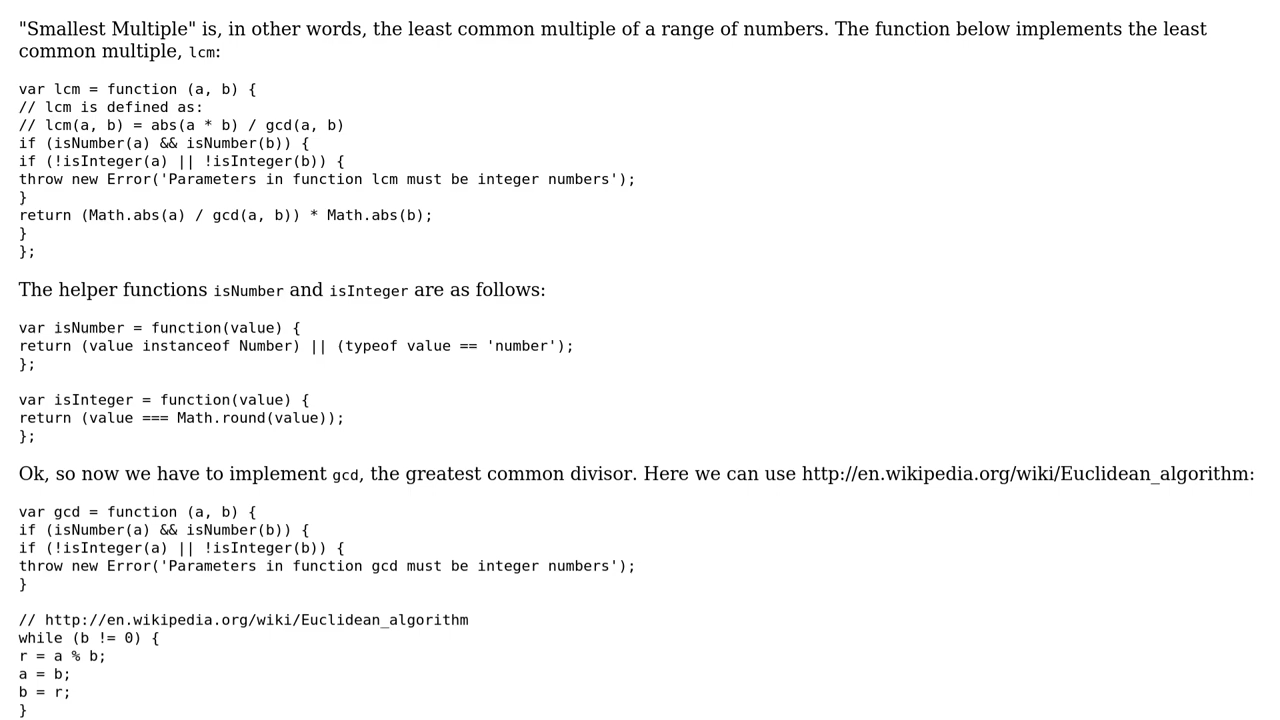 "Smallest Multiple" is, in other words, the least common multiple of a range of numbers. The function below implements the least
common multiple, lcm:
var lcm = function (a, b) {
// lcm is defined as:
// lcm(a, b) = abs(a * b) / gcd(a, b)
if (isNumber(a) && isNumber(b)) {
if (!isInteger(a) || !isInteger(b)) {
throw new Error('Parameters in function lcm must be integer numbers');
}
return (Math.abs(a) / gcd(a, b)) * Math.abs(b);
}
};
The helper functions isNumber and isInteger are as follows:
var isNumber = function(value) {
return (value instanceof Number) || (typeof value == 'number');
};
var isInteger = function(value) {
return (value === Math.round(value));
};
Ok, so now we have to implement gcd, the greatest common divisor. Here we can use http://en.wikipedia.org/wiki/Euclidean_algorithm:
var gcd = function (a, b) {
if (isNumber(a) && isNumber(b)) {
if (!isInteger(a) || !isInteger(b)) {
throw new Error('Parameters in function gcd must be integer numbers');
}
// http://en.wikipedia.org/wiki/Euclidean_algorithm
while (b != 0) {
r = a % b;
a = b;
b = r;
}